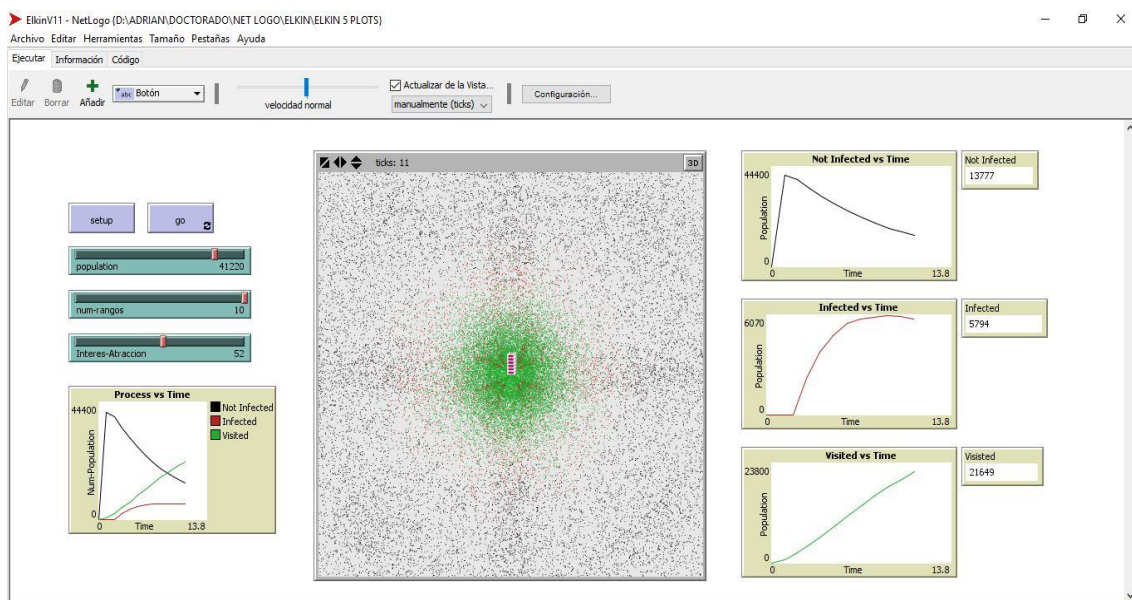 ElkinV11 - NetLogo {D:\ADRIAN\DOCTORADO\NET LOGO\ELKIN\ELKIN 5 PLOTS}
Archivo Editar Herramientas Tamaño Pestañas Ayuda
Ejecutar Información Código
Editar Borrar Añadir
abc Botón
velocidad normal
Actualizar de la Vista...
manualmente (ticks)
Configuración...
ticks: 11
3D
setup
go
population 41220
num-rangos 10
Interes-Atraccion 52
Process vs Time
44400
Num-Population
0
0 Time 13.8
Not Infected
Infected
Visited
Not Infected vs Time
44400
Population
0
0 Time 13.8
Not Infected
13777
Infected vs Time
6070
Population
0
0 Time 13.8
Infected
5794
Visited vs Time
23800
Population
0
0 Time 13.8
Visisted
21649